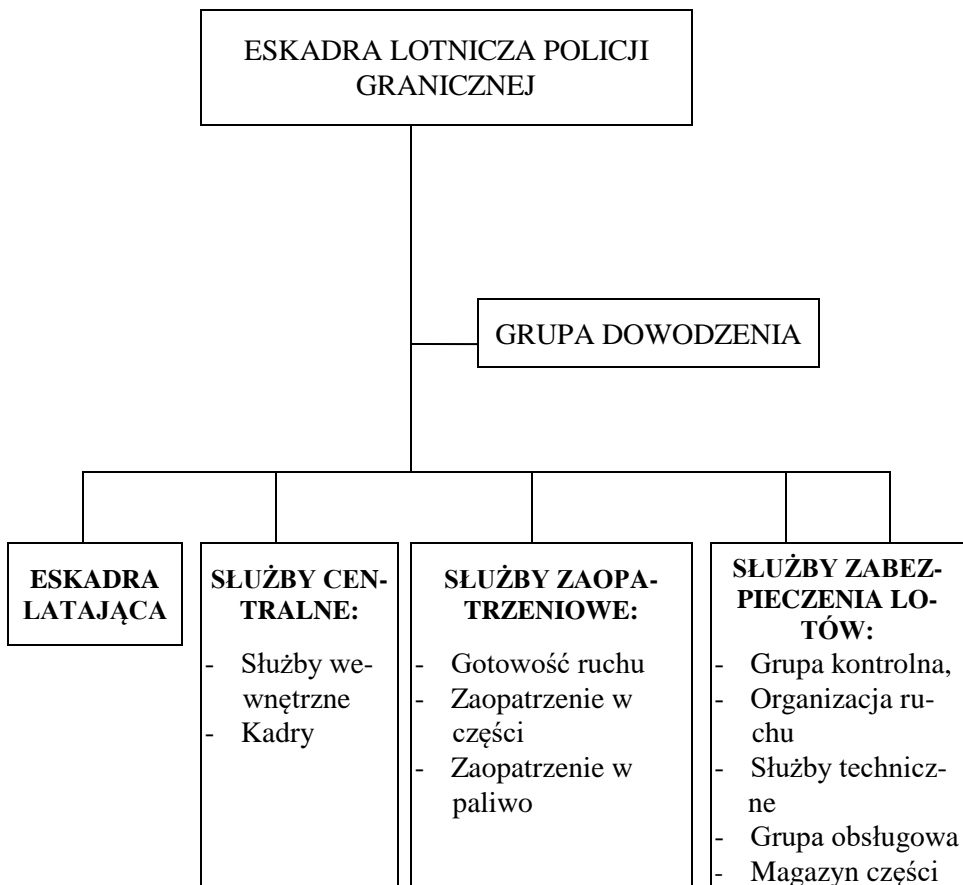 ESKADRA LOTNICZA POLICJI
GRANICZNEJ
GRUPA DOWODZENIA
ESKADRA
LATAJĄCA
SŁUŻBY CEN-
TRALNE:
- Służby we-
wnętrzne
- Kadry
SŁUŻBY ZAOPA-
TRZENIOWE:
- Gotowość ruchu
- Zaopatrzenie w
części
- Zaopatrzenie w
paliwo
SŁUŻBY ZABEZ-
PIECZENIA LO-
TÓW:
- Grupa kontrolna,
- Organizacja ru-
chu
- Służby technicz-
ne
- Grupa obsługowa
- Magazyn części